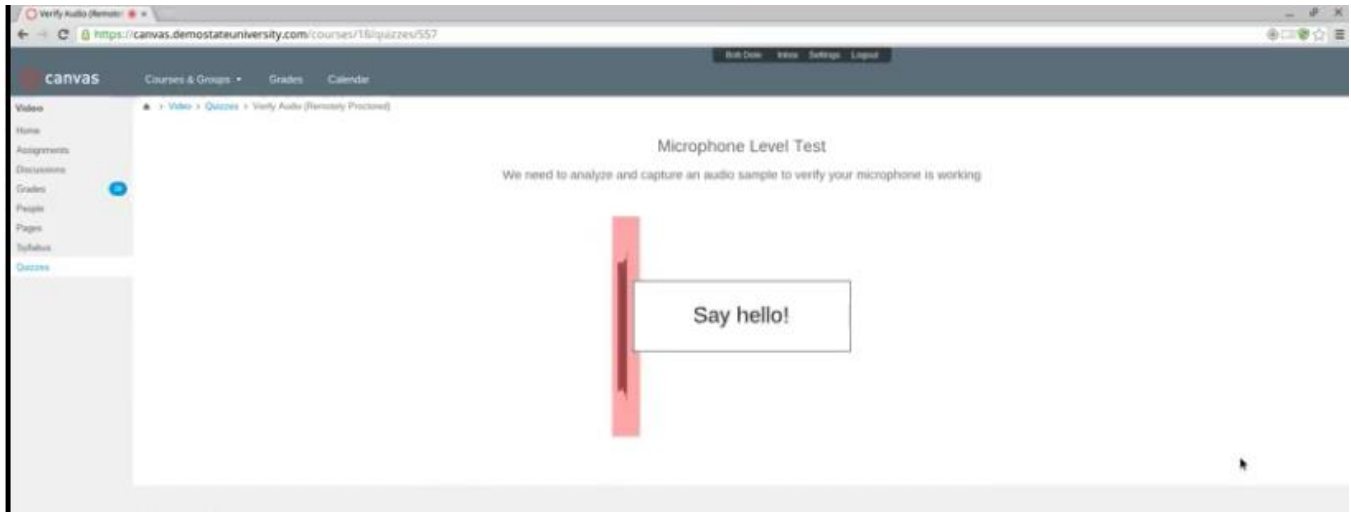 Verify Audio (Remote
https://canvas.demostateuniversity.com/courses/18/quizzes/557
Bob Dole Inbox Settings Logout
canvas Courses & Groups Grades Calendar
Video
> Video > Quizzes > Verify Audio (Remotely Proctored)
Home
Assignments
Discussions
Grades
People
Pages
Syllabus
Quizzes
Microphone Level Test
We need to analyze and capture an audio sample to verify your microphone is working
Say hello!